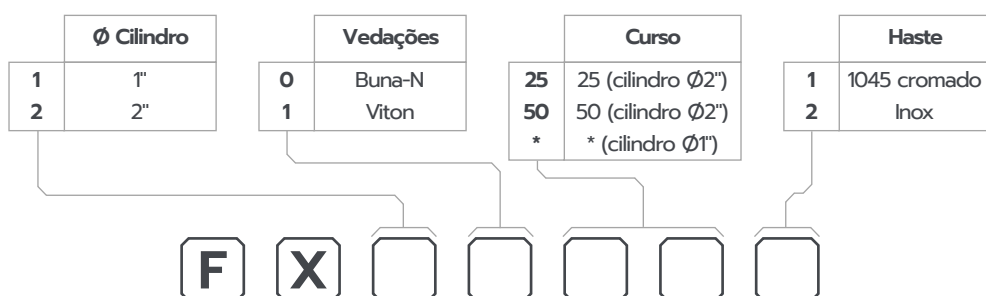 Ø Cilindro
1 1"
2 2"
Vedações
0 Buna-N
1 Viton
Curso
25 25 (cilindro Ø2")
50 50 (cilindro Ø2")
* * (cilindro Ø1")
Haste
1 1045 cromado
2 Inox
F X